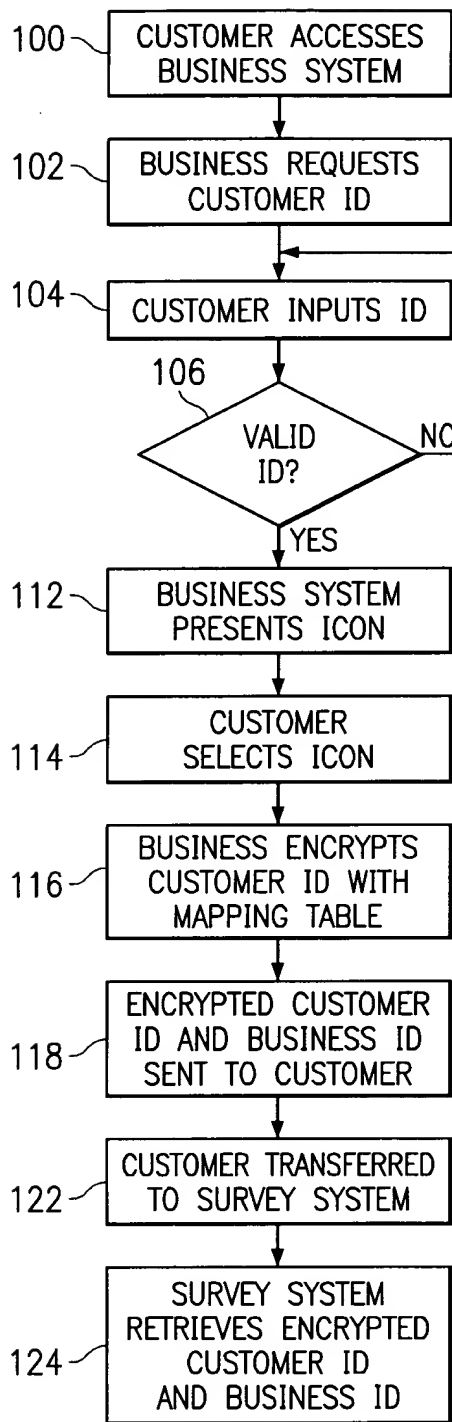 100
CUSTOMER ACCESSES
BUSINESS SYSTEM
102
BUSINESS REQUESTS
CUSTOMER ID
104
CUSTOMER INPUTS ID
106
VALID
ID?
NO
YES
112
BUSINESS SYSTEM
PRESENTS ICON
114
CUSTOMER
SELECTS ICON
116
BUSINESS ENCRYPTS
CUSTOMER ID WITH
MAPPING TABLE
118
ENCRYPTED CUSTOMER
ID AND BUSINESS ID
SENT TO CUSTOMER
122
CUSTOMER TRANSFERRED
TO SURVEY SYSTEM
124
SURVEY SYSTEM
RETRIEVES ENCRYPTED
CUSTOMER ID
AND BUSINESS ID